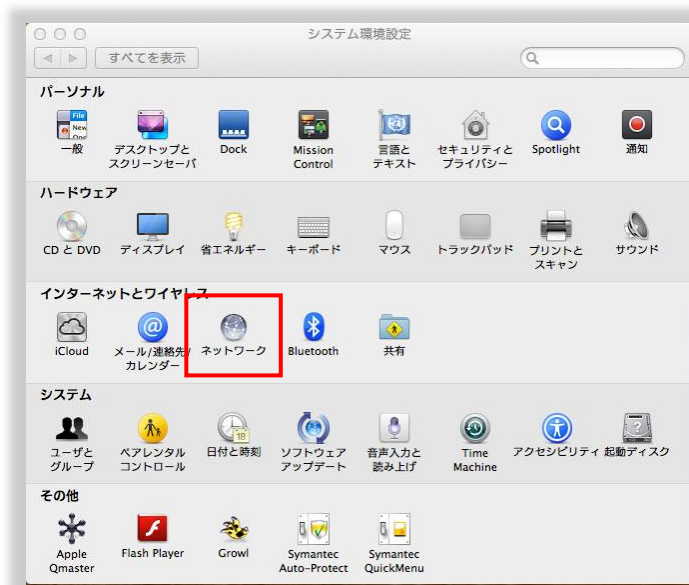 システム環境設定
すべてを表示
パーソナル
File
New
一般
デスクトップと
スクリーンセーバ
Dock
Mission
Control
言語と
テキスト
セキュリティと
プライバシー
Spotlight
通知
ハードウェア
CD と DVD
ディスプレイ
省エネルギー
キーボード
マウス
トラックパッド
プリントと
スキャン
サウンド
インターネットとワイヤレス
iCloud
メール/連絡先/
カレンダー
ネットワーク
Bluetooth
共有
システム
ユーザと
グループ
ペアレンタル
コントロール
18
日付と時刻
ソフトウェア
アップデート
音声入力と
読み上げ
Time
Machine
アクセシビリティ
起動ディスク
その他
Apple
Qmaster
Flash Player
Growl
Symantec
Auto-Protect
Symantec
QuickMenu